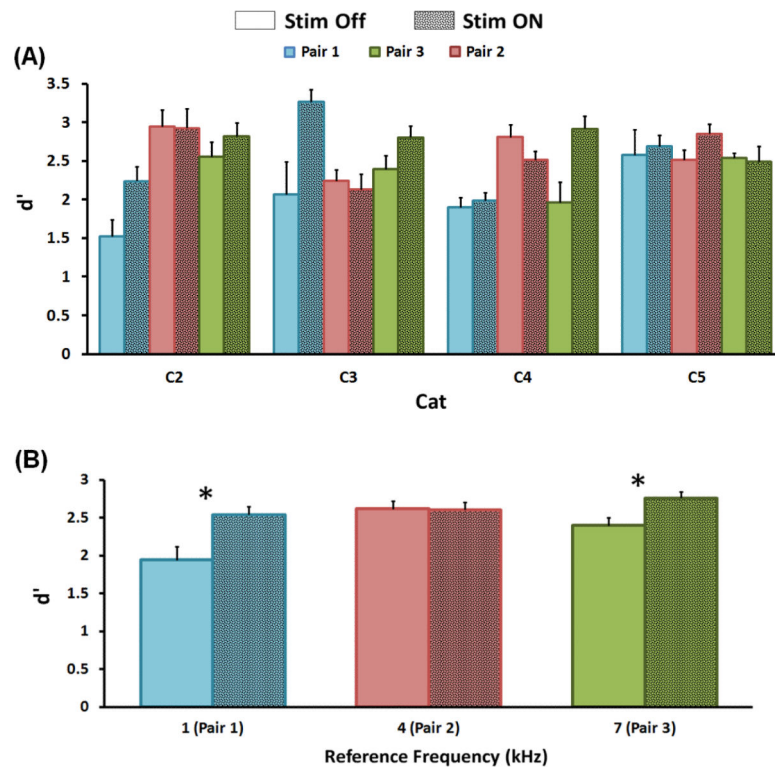 Stim Off Stim ON
Pair 1 Pair 3 Pair 2
(A)
3.5
3
2.5
2
1.5
1
0.5
0
d'
C2 C3 C4 C5
Cat
(B)
3
2.5
2
1.5
1
0.5
0
d'
* *
1 (Pair 1) 4 (Pair 2) 7 (Pair 3)
Reference Frequency (kHz)